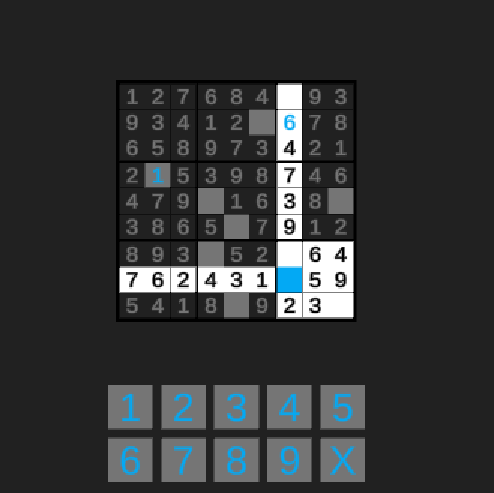 1 2 7 6 8 4 9 3
9 3 4 1 2 6 7 8
6 5 8 9 7 3 4 2 1
2 1 5 3 9 8 7 4 6
4 7 9 1 6 3 8
3 8 6 5 7 9 1 2
8 9 3 5 2 6 4
7 6 2 4 3 1 5 9
5 4 1 8 9 2 3
1 2 3 4 5
6 7 8 9 X